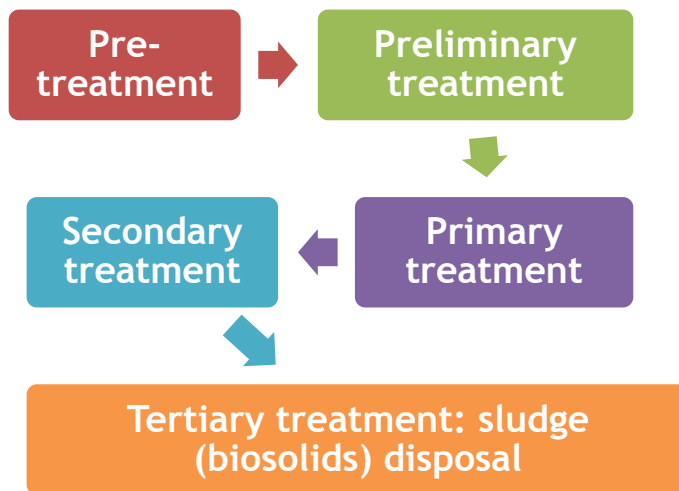 Pre-
treatment
Preliminary
treatment
Primary
treatment
Secondary
treatment
Tertiary treatment: sludge
(biosolids) disposal